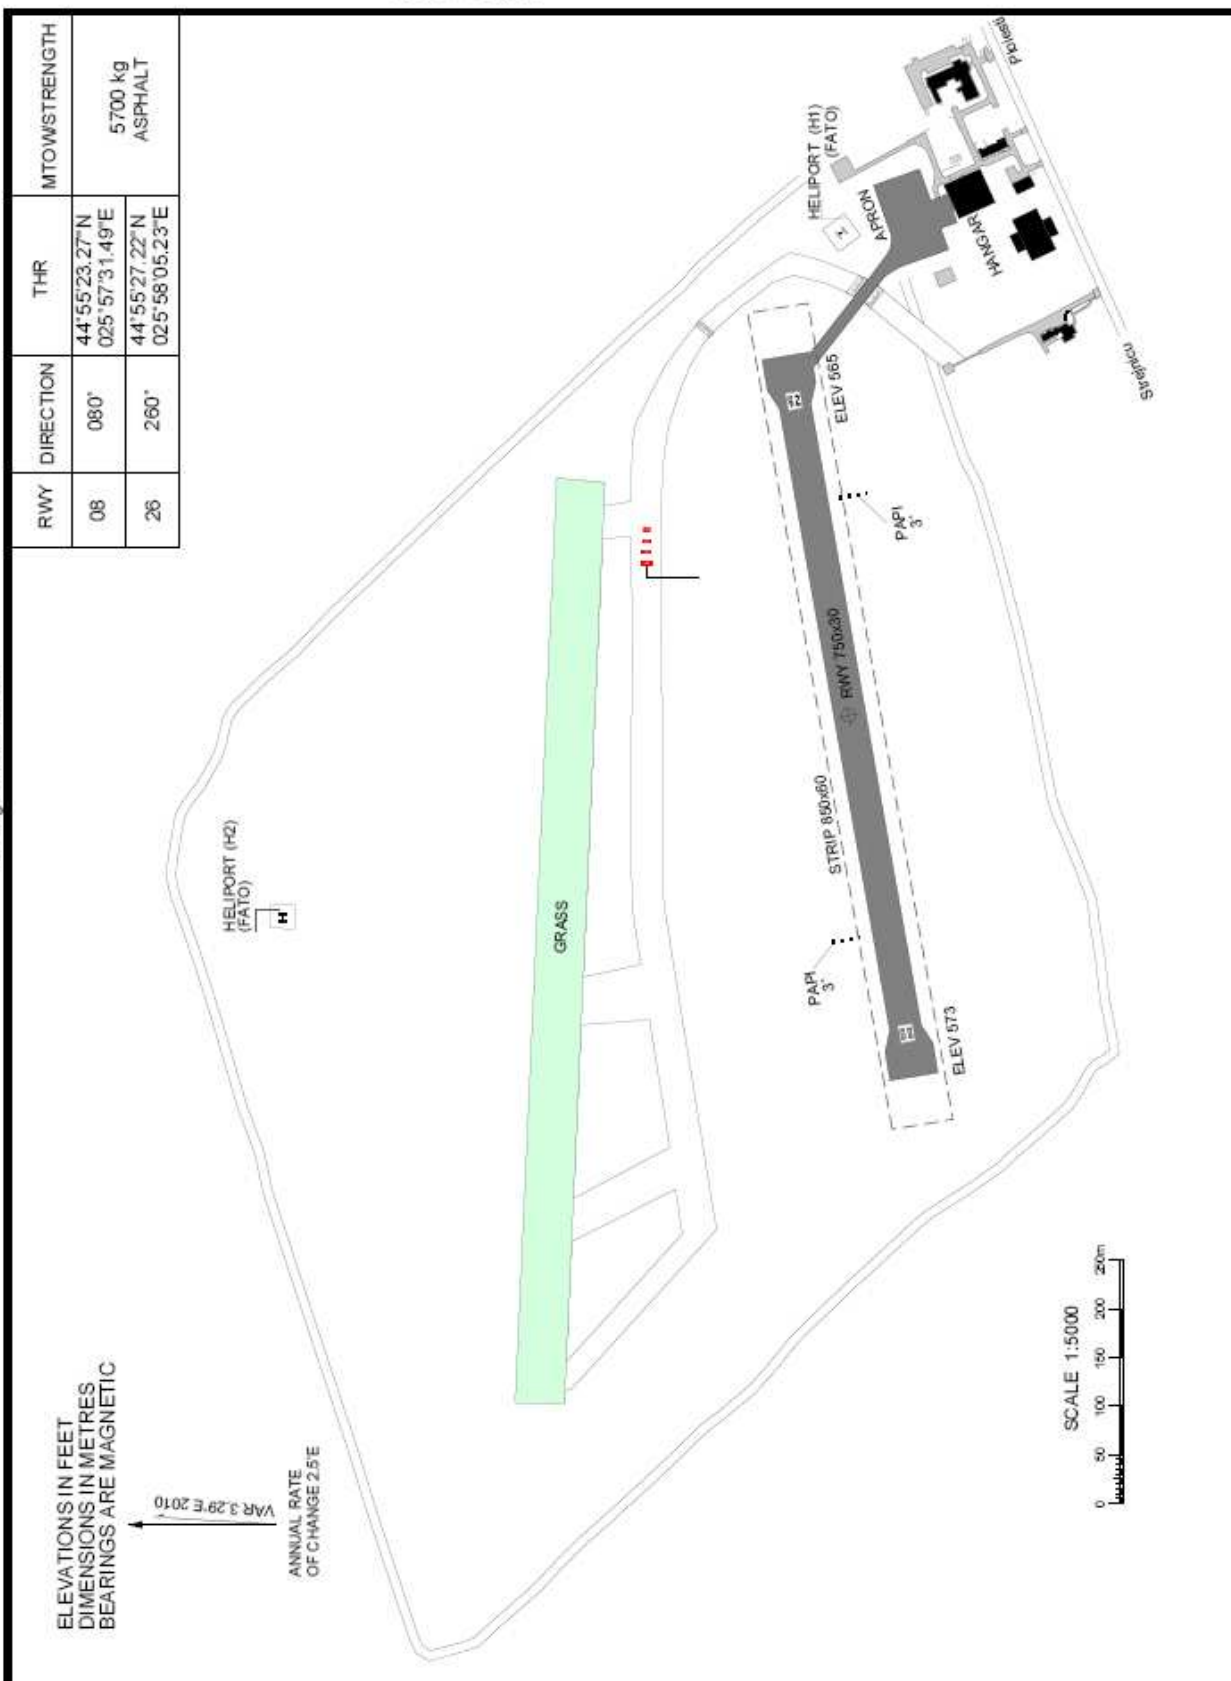 RWY DIRECTION THR MTOW/STRENGTH
08 080° 44°55'23.27"N 025°57'31.49"E 5700 kg ASPHALT
26 260° 44°55'27.22"N 025°58'05.23"E
ELEVATIONS IN FEET
DIMENSIONS IN METRES
BEARINGS ARE MAGNETIC
VAR 3.29°E 2010
ANNUAL RATE
OF CHANGE 2.5'E
HELIPORT (H2)
(FATO)
H
GRASS
HELIPORT (H1)
(FATO)
APRON
HANGAR
Ploiesti
Strejnicu
ELEV 565
PAPI
3°
RWY 750x30
STRIP 850x60
PAPI
3°
ELEV 573
SCALE 1:5000
0 50 100 150 200 250m